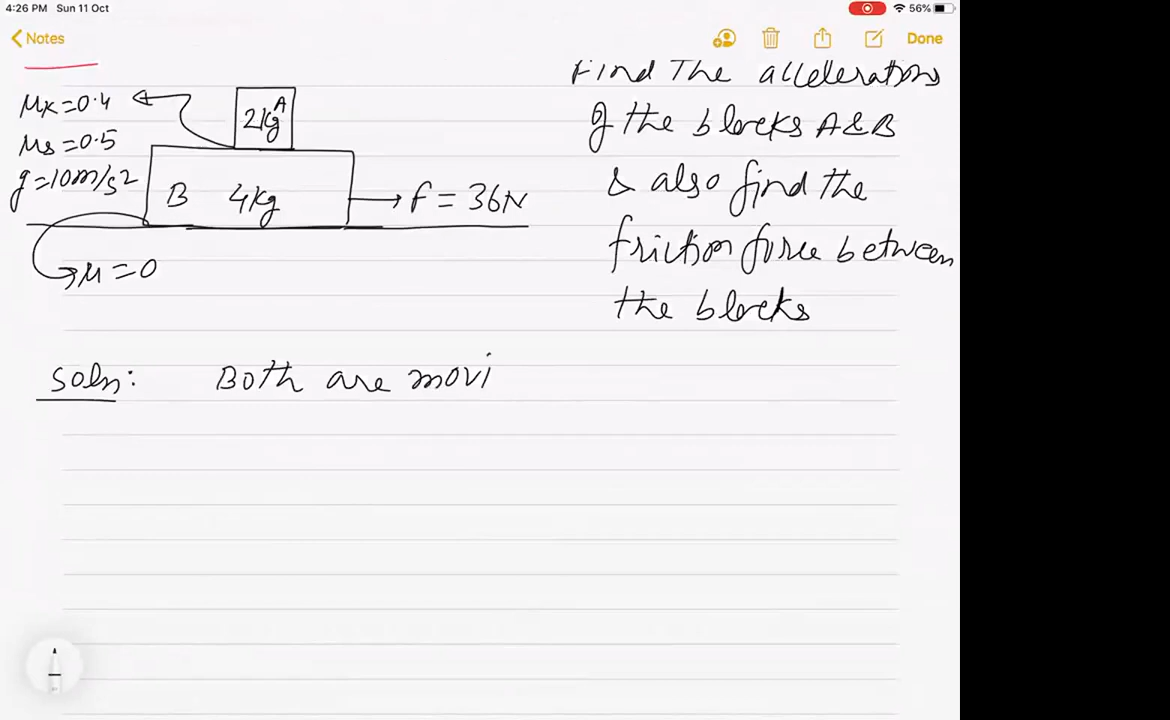 4:26 PM Sun 11 Oct
56%
Notes
Done
Find The accelerations
of the blocks A&B
& also find the
friction force between
the blocks
μk=0.4
μs=0.5
g=10m/s2
A
2kg
B 4kg
f = 36N
μ=0
Soln: Both are movi